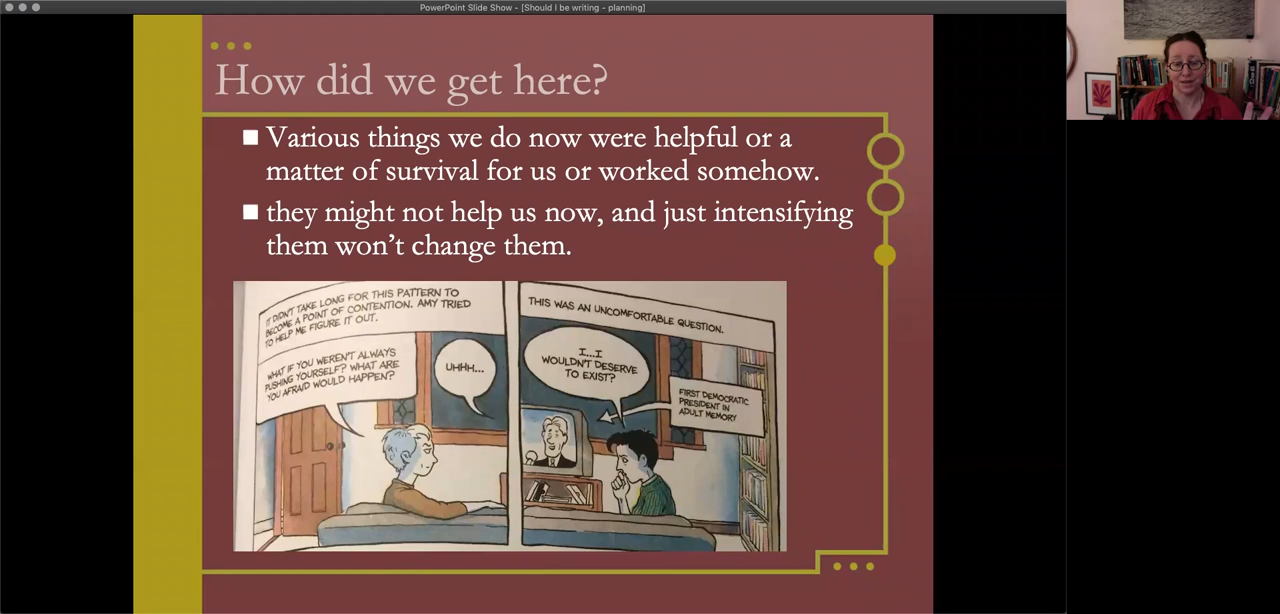 PowerPoint Slide Show - [Should I be writing - planning]
How did we get here?
Various things we do now were helpful or a
matter of survival for us or worked somehow.
they might not help us now, and just intensifying
them won't change them.
IT DIDN'T TAKE LONG FOR THIS PATTERN TO
BECOME A POINT OF CONTENTION. AMY TRIED
TO HELP ME FIGURE IT OUT.
WHAT IF YOU WEREN'T ALWAYS
PUSHING YOURSELF? WHAT ARE
YOU AFRAID WOULD HAPPEN?
UHHH...
THIS WAS AN UNCOMFORTABLE QUESTION.
I...I
WOULDN'T DESERVE
TO EXIST?
FIRST DEMOCRATIC
PRESIDENT IN
ADULT MEMORY